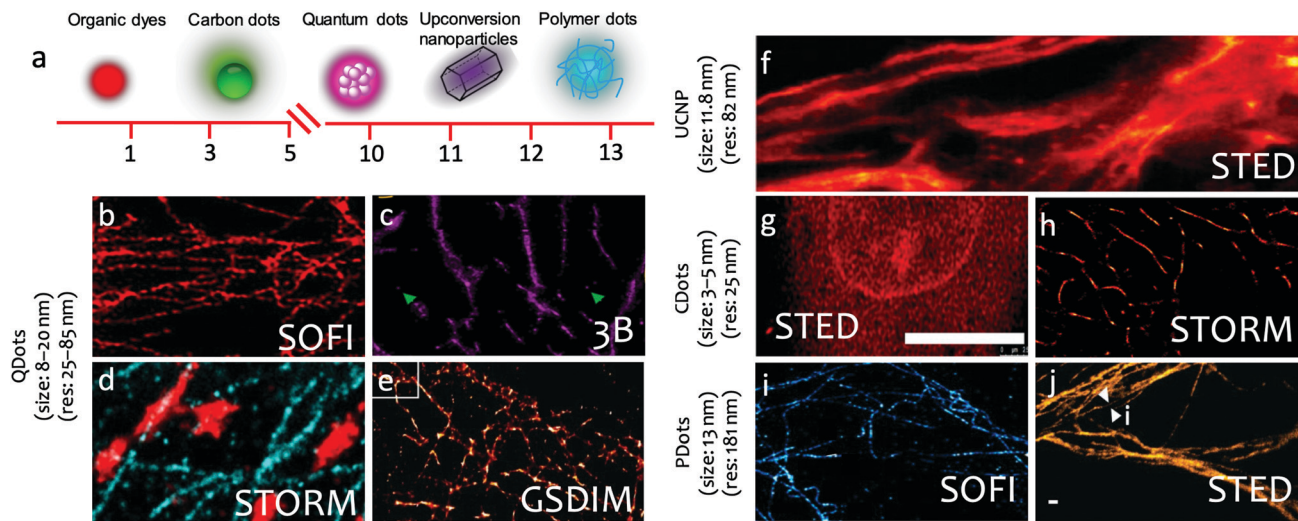 a
Organic dyes
Carbon dots
Quantum dots
Upconversion
nanoparticles
Polymer dots
1
3
5
10
11
12
13
QDots
(size: 8–20 nm)
(res: 25–85 nm)
b
SOFI
c
3B
d
STORM
e
GSDIM
UCNP
(size: 11.8 nm)
(res: 82 nm)
f
STED
CDots
(size: 3–5 nm)
(res: 25 nm)
g
STED
h
STORM
PDots
(size: 13 nm)
(res: 181 nm)
i
SOFI
j
i
STED